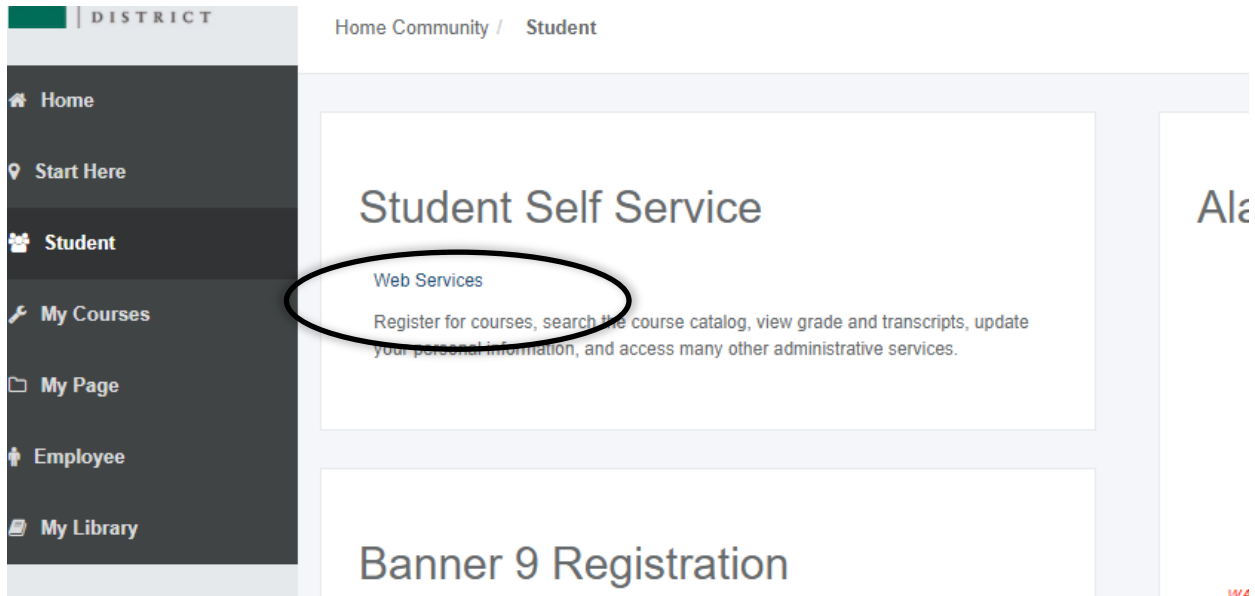 DISTRICT
Home Community / Student
Home
Start Here
Student
My Courses
My Page
Employee
My Library
Student Self Service
Web Services
Register for courses, search the course catalog, view grade and transcripts, update
your personal information, and access many other administrative services.
Banner 9 Registration
Ala